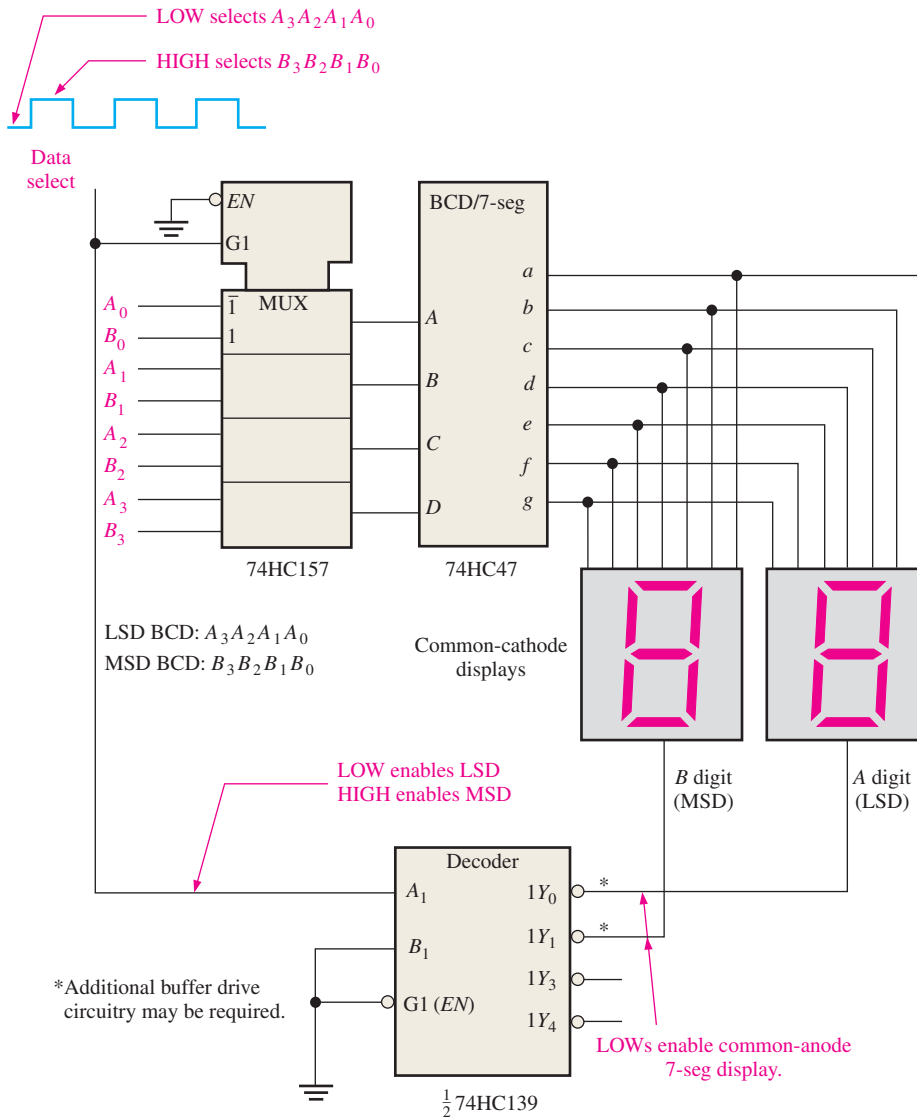 LOW selects A₃A₂A₁A₀
HIGH selects B₃B₂B₁B₀
Data
select
EN
G1
MUX
A₀
1̅
B₀
1
A₁
B₁
A₂
B₂
A₃
B₃
74HC157
BCD/7-seg
A
B
C
D
a
b
c
d
e
f
g
74HC47
LSD BCD: A₃A₂A₁A₀
MSD BCD: B₃B₂B₁B₀
Common-cathode
displays
B digit
(MSD)
A digit
(LSD)
LOW enables LSD
HIGH enables MSD
Decoder
A₁
B₁
G1 (EN)
1Y₀
*
1Y₁
*
1Y₃
1Y₄
*Additional buffer drive
circuitry may be required.
LOWs enable common-anode
7-seg display.
½ 74HC139